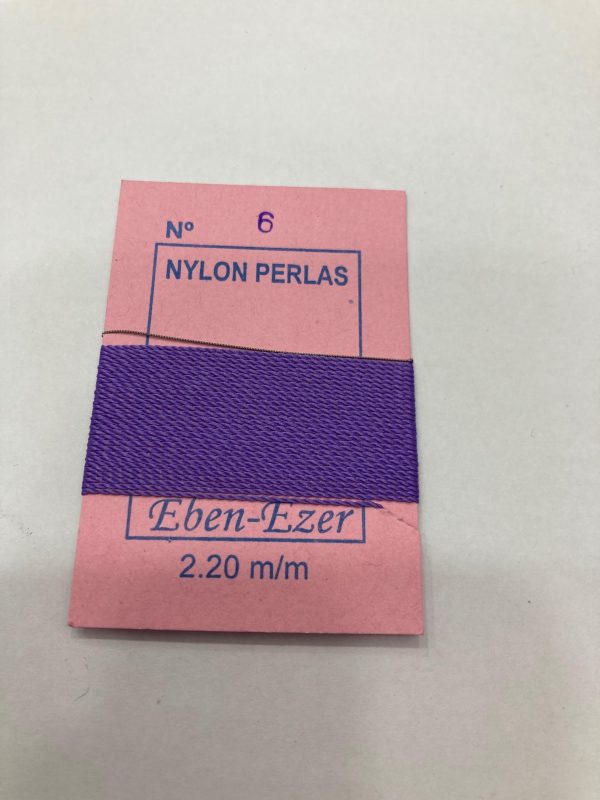 Nº 6
NYLON PERLAS
Eben-Ezer
2.20 m/m